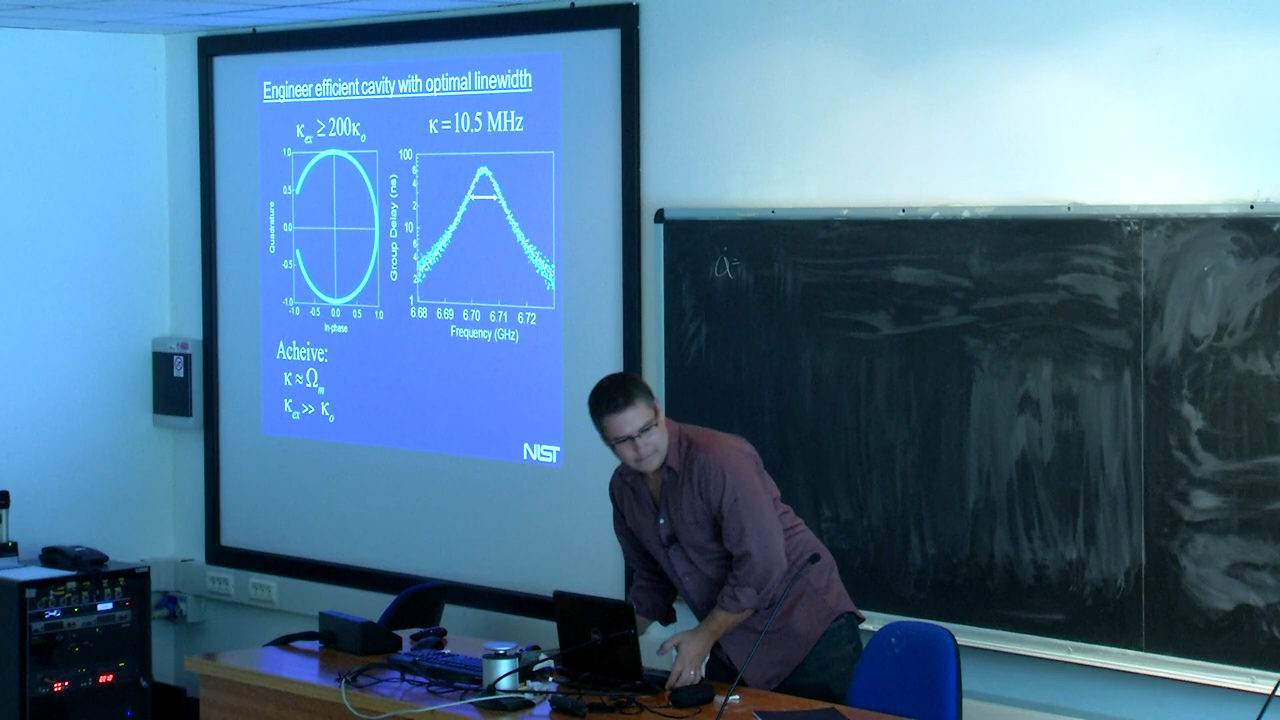 Engineer efficient cavity with optimal linewidth
κex ≥ 200κo
κ = 10.5 MHz
1.0
0.5
0.0
-0.5
-1.0
Quadrature
-1.0 -0.5 0.0 0.5 1.0
In-phase
100
10
1
Group Delay (ns)
6.68 6.69 6.70 6.71 6.72
Frequency (GHz)
Acheive:
κ ≈ Ωm
κex >> κo
NIST
ȧ=